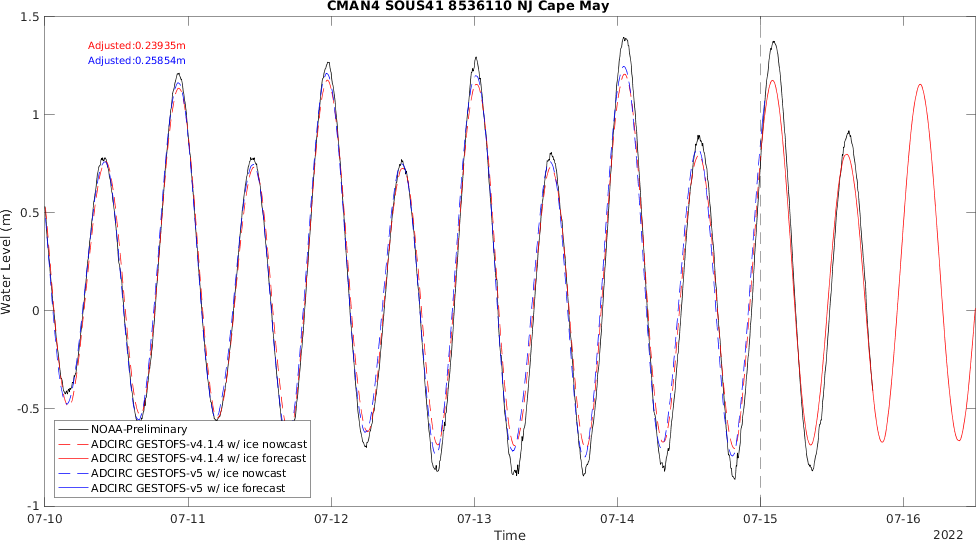 CMAN4 SOUS41 8536110 NJ Cape May
1.5
Adjusted:0.23935m
Adjusted:0.25854m
1
0.5
Water Level (m)
0
-0.5
NOAA-Preliminary
ADCIRC GESTOFS-v4.1.4 w/ ice nowcast
ADCIRC GESTOFS-v4.1.4 w/ ice forecast
ADCIRC GESTOFS-v5 w/ ice nowcast
ADCIRC GESTOFS-v5 w/ ice forecast
-1
07-10 07-11 07-12 07-13 07-14 07-15 07-16
Time
2022